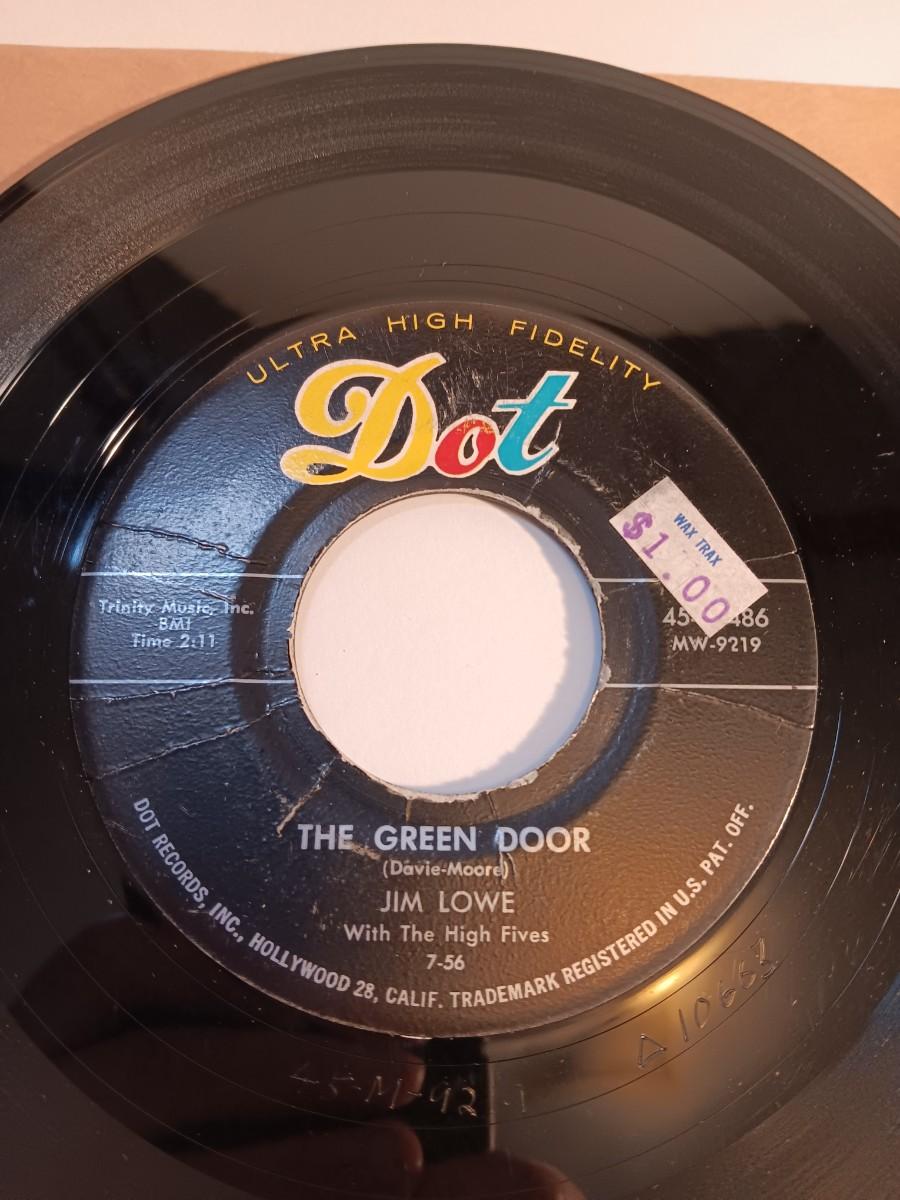 ULTRA HIGH FIDELITY
Dot
WAX TRAX
$1.00
Trinity Music, Inc.
BMI
Time 2:11
MW-9219
THE GREEN DOOR
(Davie-Moore)
JIM LOWE
With The High Fives
7-56
DOT RECORDS, INC., HOLLYWOOD 28, CALIF. TRADEMARK REGISTERED IN U.S. PAT. OFF.
Δ10663